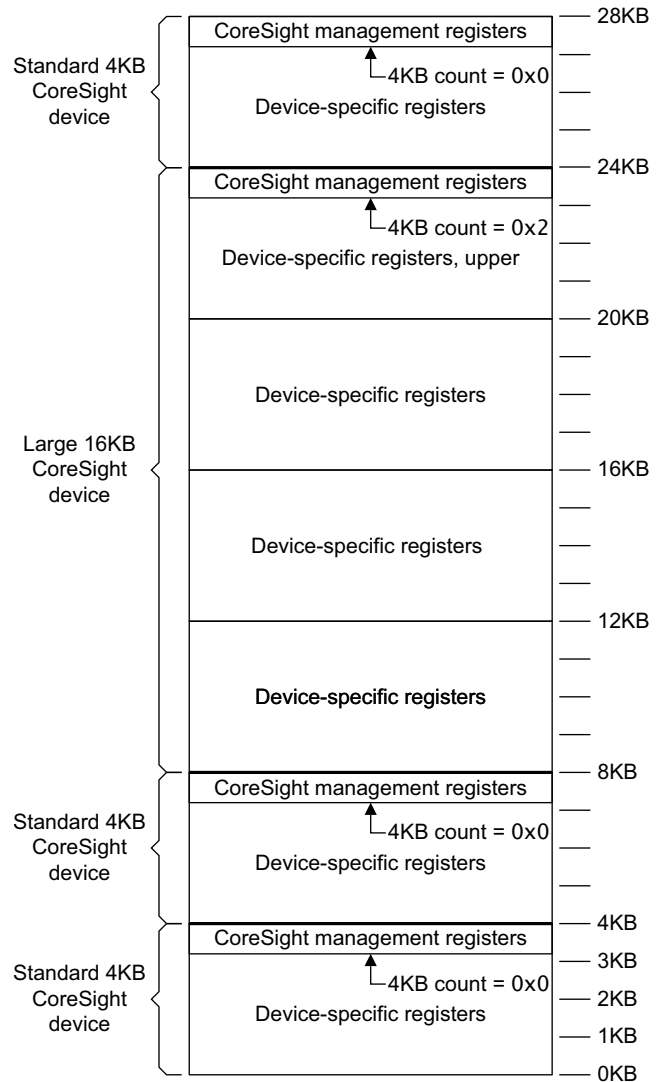 CoreSight management registers
28KB
Standard 4KB
CoreSight
device
4KB count = 0x0
Device-specific registers
24KB
CoreSight management registers
4KB count = 0x2
Device-specific registers, upper
20KB
Device-specific registers
Large 16KB
CoreSight
device
16KB
Device-specific registers
12KB
Device-specific registers
8KB
CoreSight management registers
Standard 4KB
CoreSight
device
4KB count = 0x0
Device-specific registers
4KB
CoreSight management registers
3KB
Standard 4KB
CoreSight
device
4KB count = 0x0
2KB
Device-specific registers
1KB
0KB